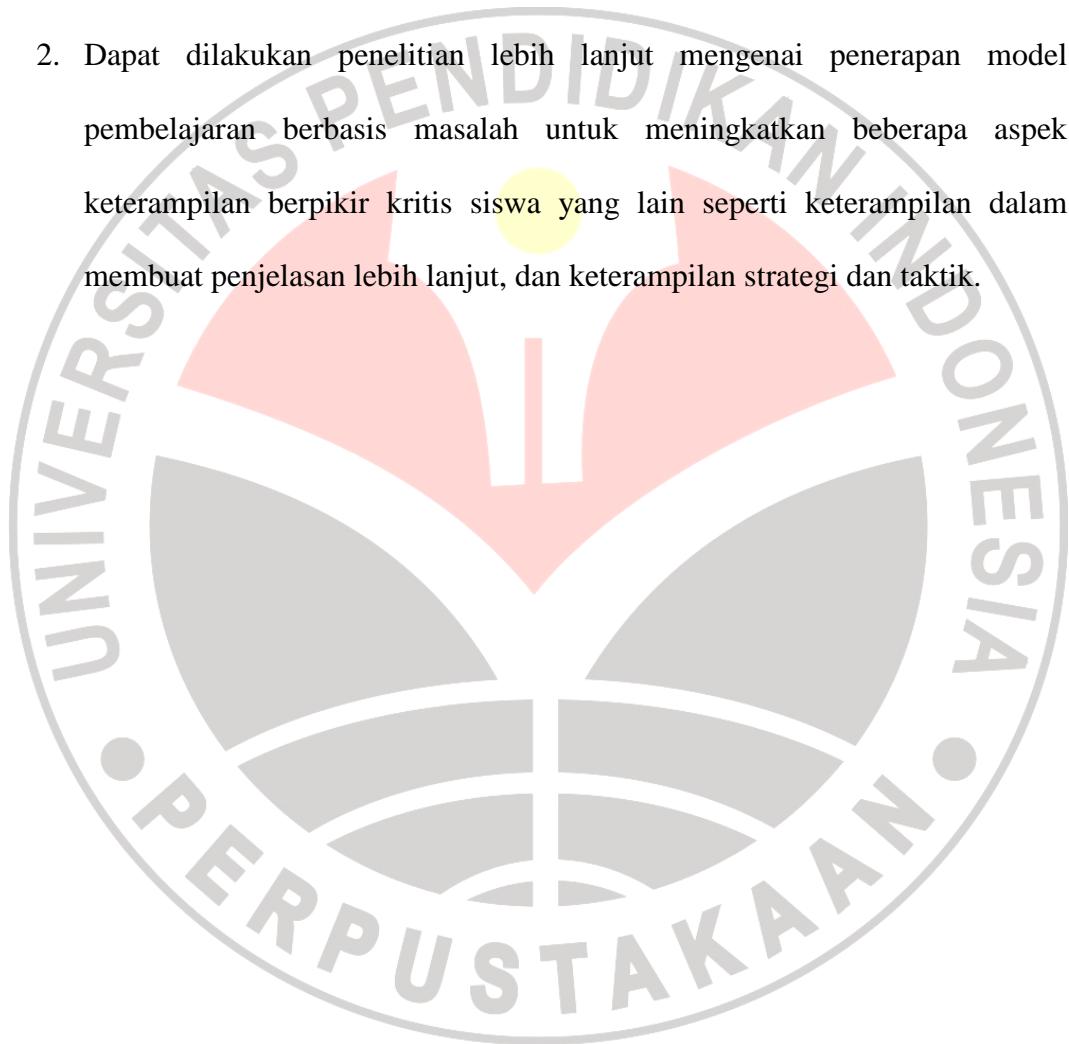 2. Dapat dilakukan penelitian lebih lanjut mengenai penerapan model
pembelajaran berbasis masalah untuk meningkatkan beberapa aspek
keterampilan berpikir kritis siswa yang lain seperti keterampilan dalam
membuat penjelasan lebih lanjut, dan keterampilan strategi dan taktik.
UNIVERSITAS PENDIDIKAN INDONESIA
PERPUSTAKAAN